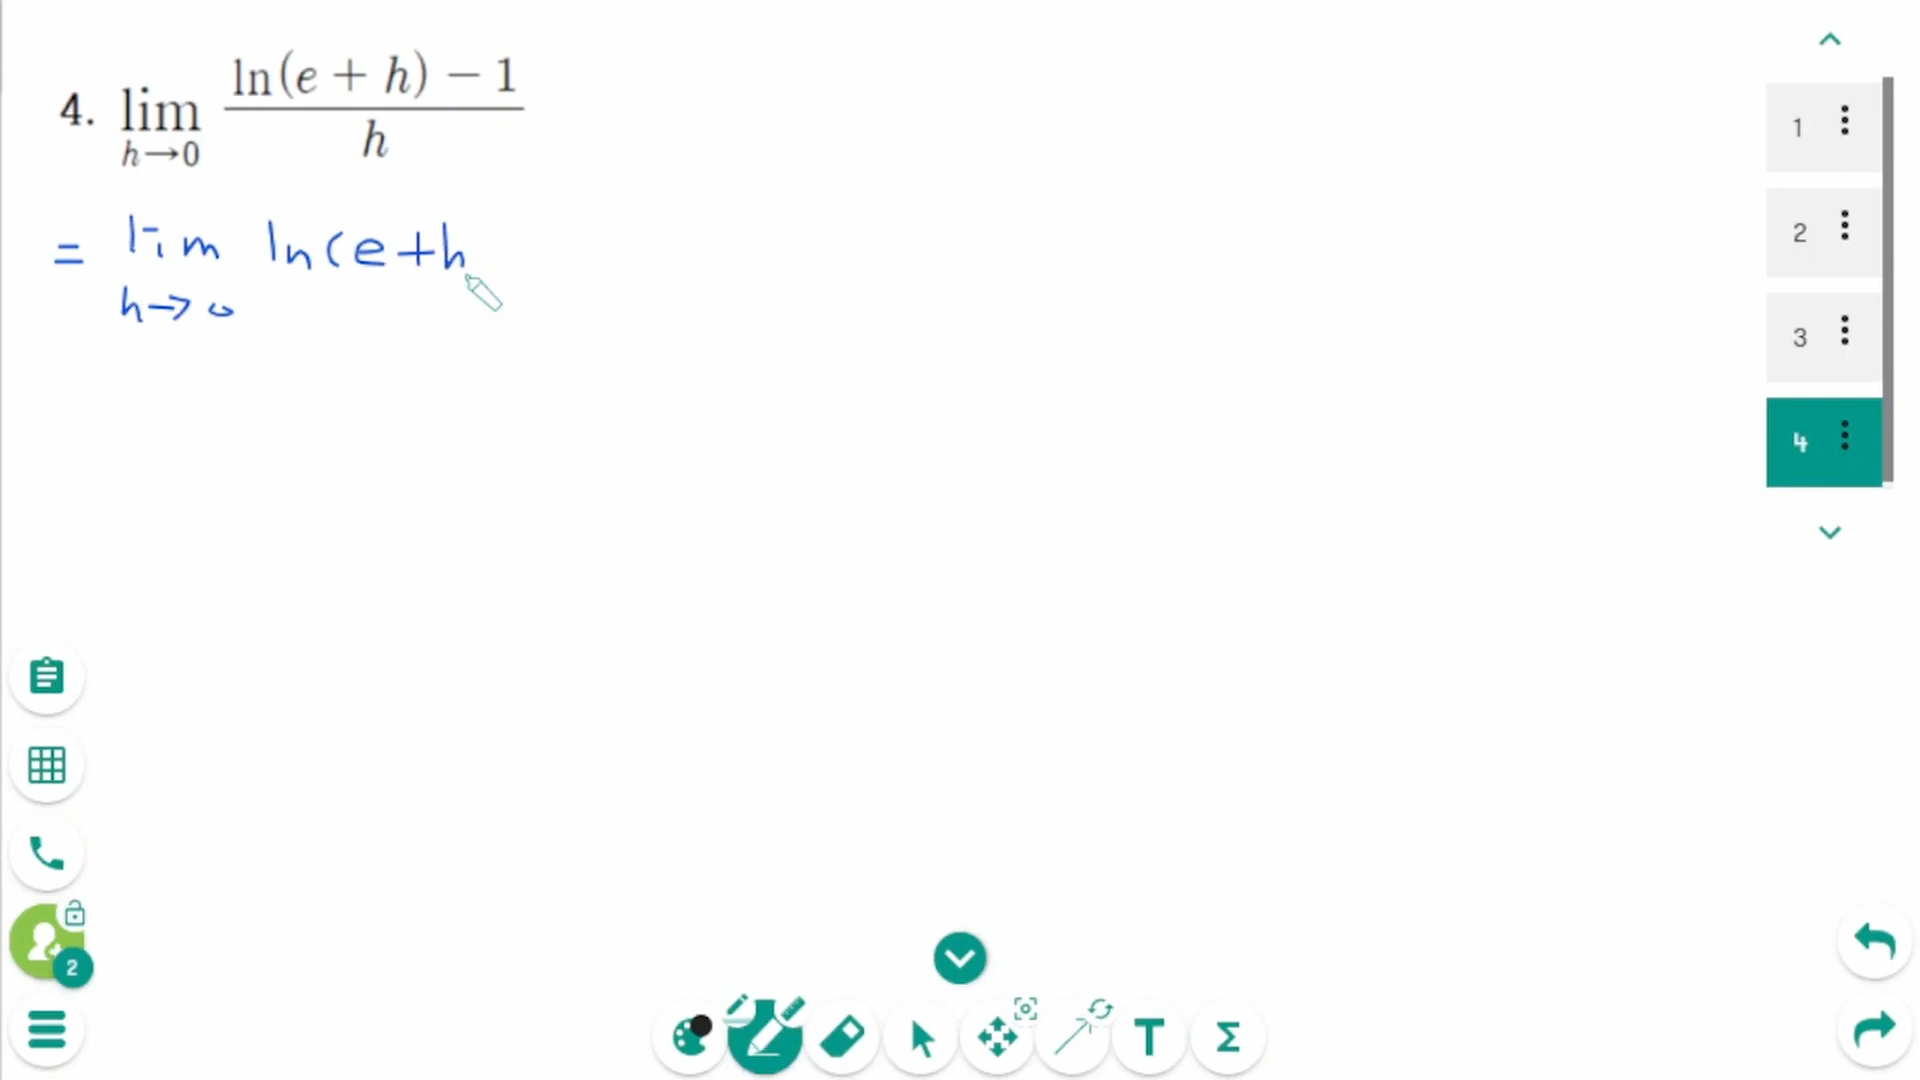 4. lim h→0 (ln(e + h) − 1)/h
= lim ln(e+h
h→0
1
2
3
4
2
T
Σ